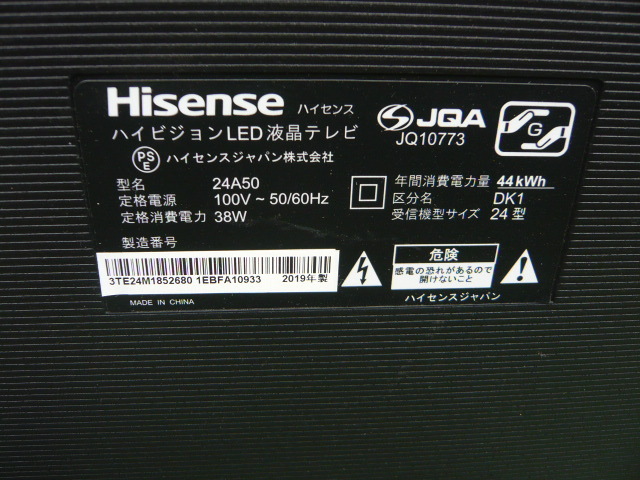 Hisense ハイセンス
ハイビジョンLED液晶テレビ
PSE ハイセンスジャパン株式会社
JQA
JQ10773
G
型名 24A50
定格電源 100V ~ 50/60Hz
定格消費電力 38W
年間消費電力量 44kWh
区分名 DK1
受信機型サイズ 24 型
製造番号
3TE24M1852680 1EBFA10933 2019年製
MADE IN CHINA
危険
感電の恐れがあるので
開けないこと
ハイセンスジャパン